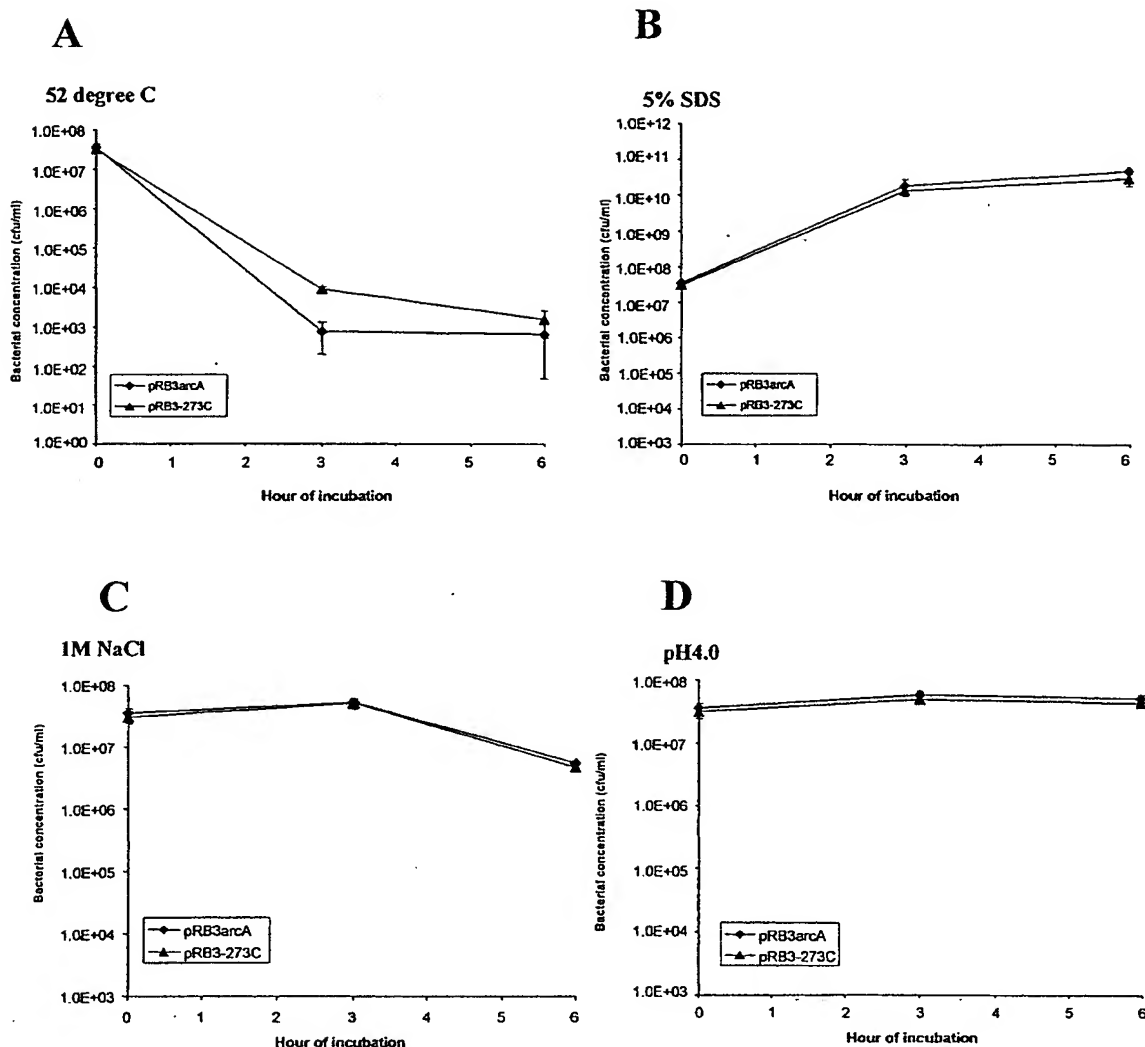 A
52 degree C
Bacterial concentration (cfu/ml)
1.0E+08
1.0E+07
1.0E+06
1.0E+05
1.0E+04
1.0E+03
1.0E+02
1.0E+01
1.0E+00
pRB3arcA
pRB3-273C
0 1 2 3 4 5 6
Hour of incubation
B
5% SDS
Bacterial concentration (cfu/ml)
1.0E+12
1.0E+11
1.0E+10
1.0E+09
1.0E+08
1.0E+07
1.0E+06
1.0E+05
1.0E+04
1.0E+03
pRB3arcA
pRB3-273C
0 1 2 3 4 5 6
Hour of incubation
C
1M NaCl
Bacterial concentration (cfu/ml)
1.0E+08
1.0E+07
1.0E+06
1.0E+05
1.0E+04
1.0E+03
pRB3arcA
pRB3-273C
0 1 2 3 4 5 6
Hour of incubation
D
pH4.0
Bacterial concentration (cfu/ml)
1.0E+08
1.0E+07
1.0E+06
1.0E+05
1.0E+04
1.0E+03
pRB3arcA
pRB3-273C
0 1 2 3 4 5 6
Hour of incubation